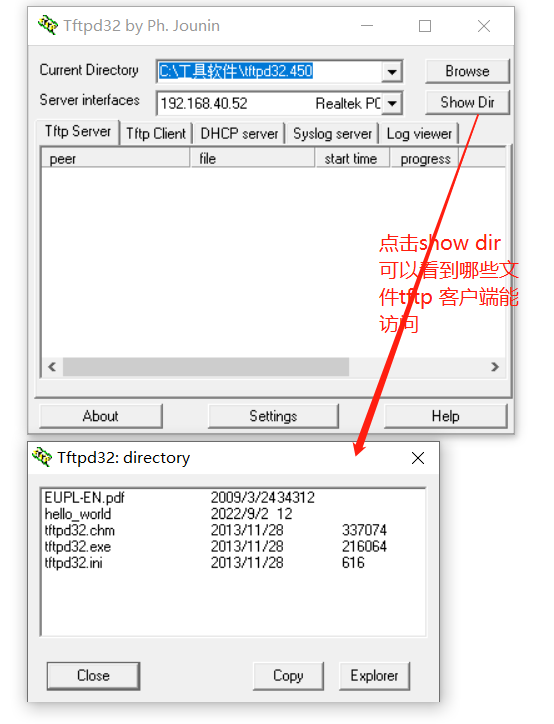 Tftpd32 by Ph. Jounin
Current Directory C:\工具软件\tftpd32.450 Browse
Server interfaces 192.168.40.52 Realtek PC Show Dir
Tftp Server Tftp Client DHCP server Syslog server Log viewer
peer file start time progress
点击show dir
可以看到哪些文
件tftp 客户端能
访问
About Settings Help
Tftpd32: directory
EUPL-EN.pdf 2009/3/24 34312
hello_world 2022/9/2 12
tftpd32.chm 2013/11/28 337074
tftpd32.exe 2013/11/28 216064
tftpd32.ini 2013/11/28 616
Close Copy Explorer